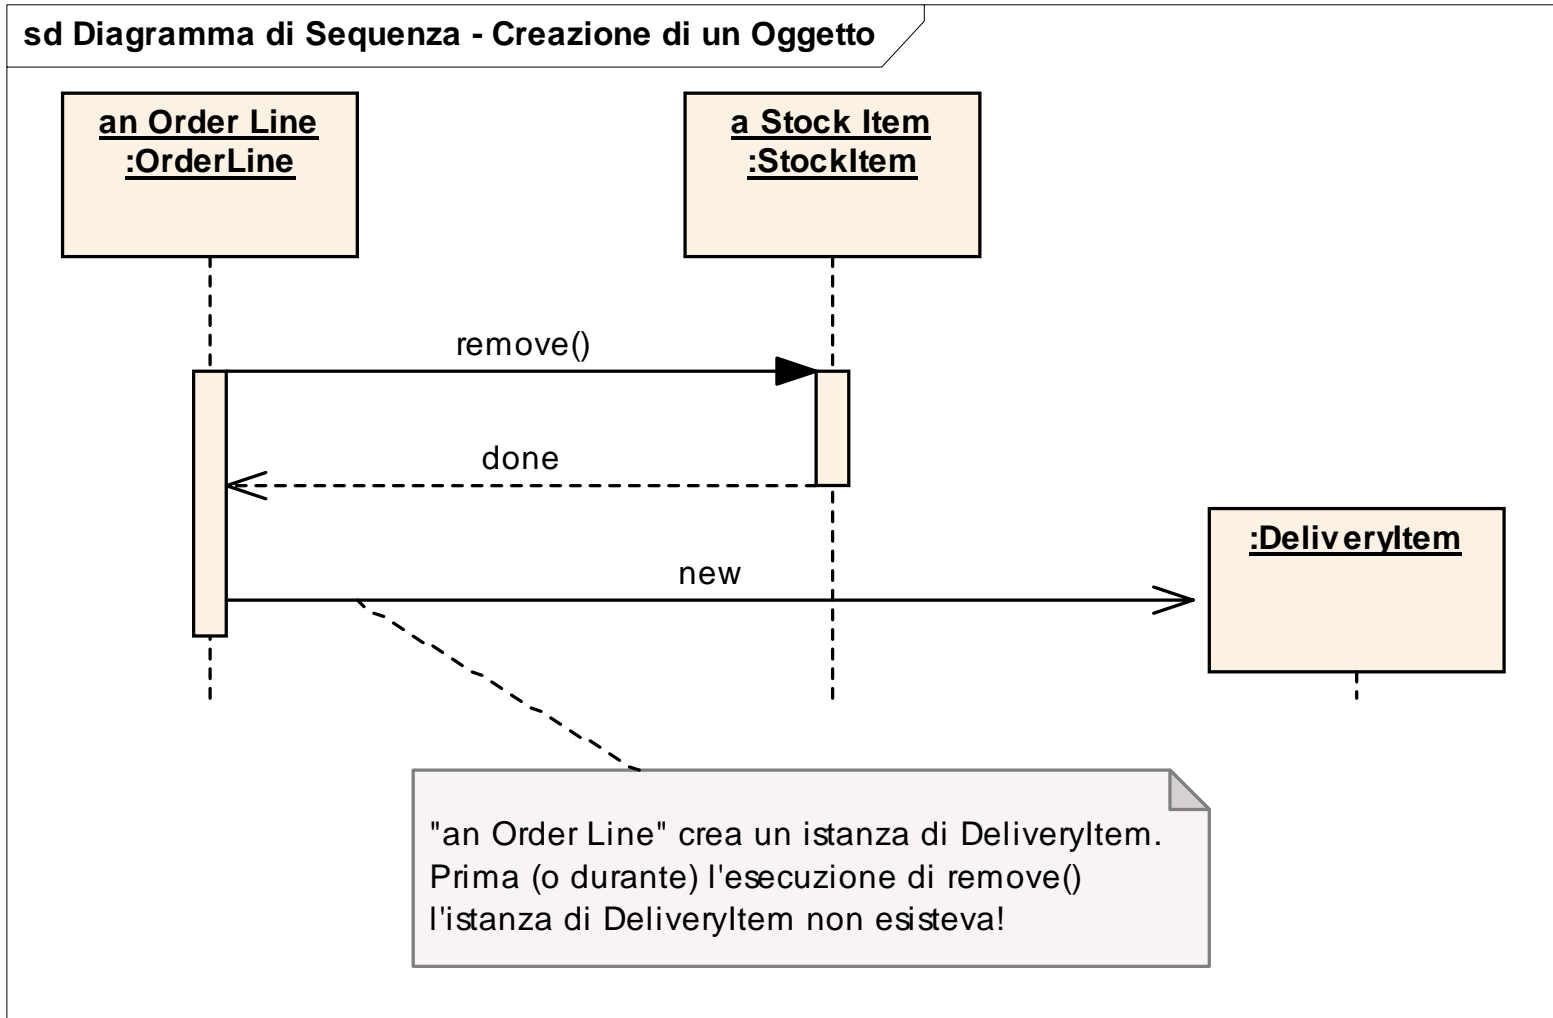 sd Diagramma di Sequenza - Creazione di un Oggetto
an Order Line
:OrderLine
a Stock Item
:StockItem
remove()
done
:DeliveryItem
new
"an Order Line" crea un istanza di DeliveryItem.
Prima (o durante) l'esecuzione di remove()
l'istanza di DeliveryItem non esisteva!